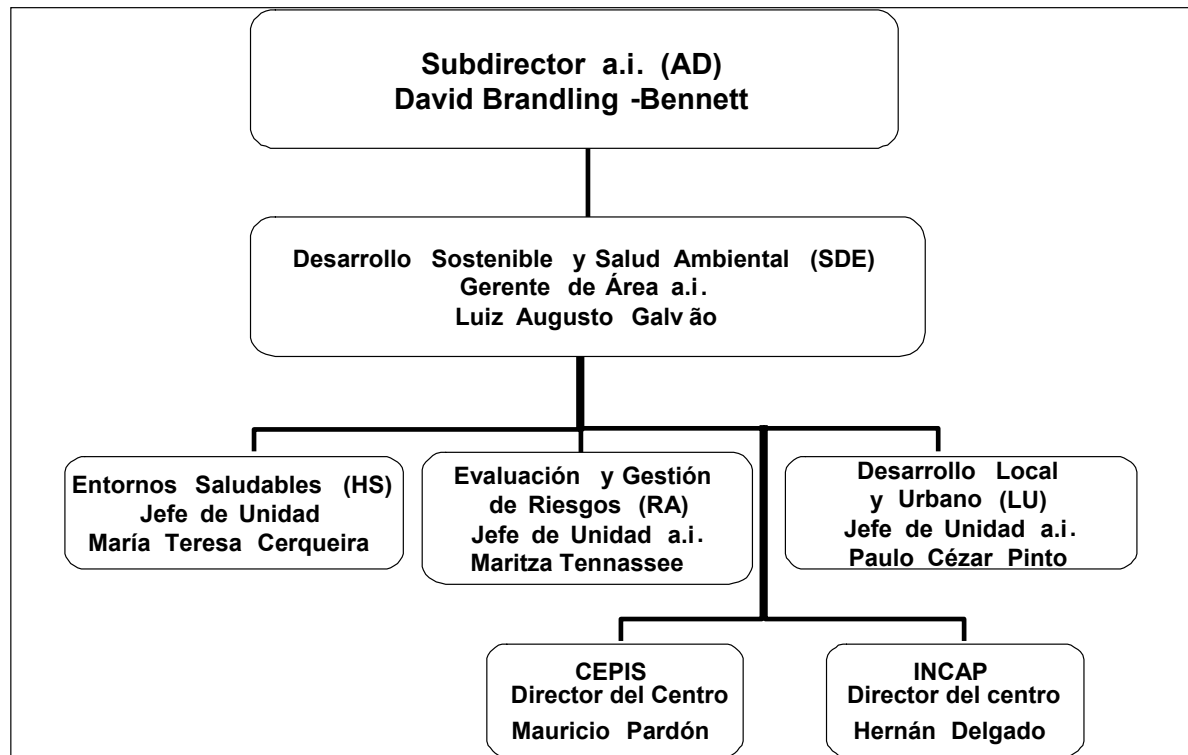 Subdirector a.i. (AD)
David Brandling -Bennett
Desarrollo Sostenible y Salud Ambiental (SDE)
Gerente de Área a.i.
Luiz Augusto Galv ão
Entornos Saludables (HS)
Jefe de Unidad
María Teresa Cerqueira
Evaluación y Gestión
de Riesgos (RA)
Jefe de Unidad a.i.
Maritza Tennassee
Desarrollo Local
y Urbano (LU)
Jefe de Unidad a.i.
Paulo Cézar Pinto
CEPIS
Director del Centro
Mauricio Pardón
INCAP
Director del centro
Hernán Delgado